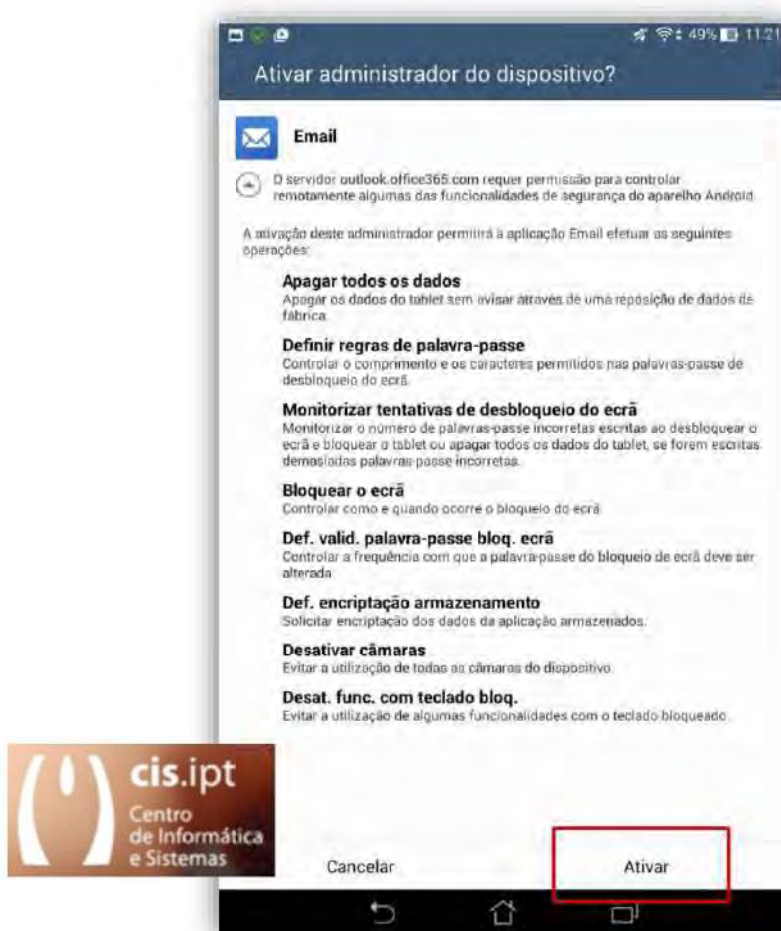 49% 11:21
Ativar administrador do dispositivo?
Email
O servidor outlook.office365.com requer permissão para controlar
remotamente algumas das funcionalidades de segurança do aparelho Android.
A ativação deste administrador permitirá à aplicação Email efetuar as seguintes
operações:
Apagar todos os dados
Apagar os dados do tablet sem avisar através de uma reposição de dados de
fábrica.
Definir regras de palavra-passe
Controlar o comprimento e os caracteres permitidos nas palavras-passe de
desbloqueio do ecrã.
Monitorizar tentativas de desbloqueio do ecrã
Monitorizar o número de palavras-passe incorretas escritas ao desbloquear o
ecrã e bloquear o tablet ou apagar todos os dados do tablet, se forem escritas
demasiadas palavras-passe incorretas.
Bloquear o ecrã
Controlar como e quando ocorre o bloqueio do ecrã.
Def. valid. palavra-passe bloq. ecrã
Controlar a frequência com que a palavra-passe do bloqueio de ecrã deve ser
alterada.
Def. encriptação armazenamento
Solicitar encriptação dos dados da aplicação armazenados.
Desativar câmaras
Evitar a utilização de todas as câmaras do dispositivo.
Desat. func. com teclado bloq.
Evitar a utilização de algumas funcionalidades com o teclado bloqueado.
cis.ipt
Centro
de Informática
e Sistemas
Cancelar Ativar